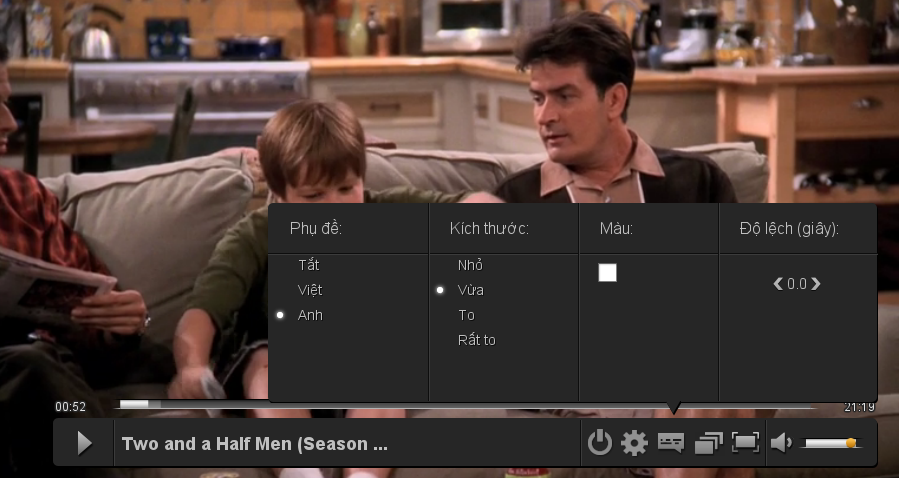 Phụ đề:
Kích thước:
Màu:
Độ lệch (giây):
Tắt
Việt
Anh
Nhỏ
Vừa
To
Rất to
0.0
00:52
21:19
Two and a Half Men (Season ...